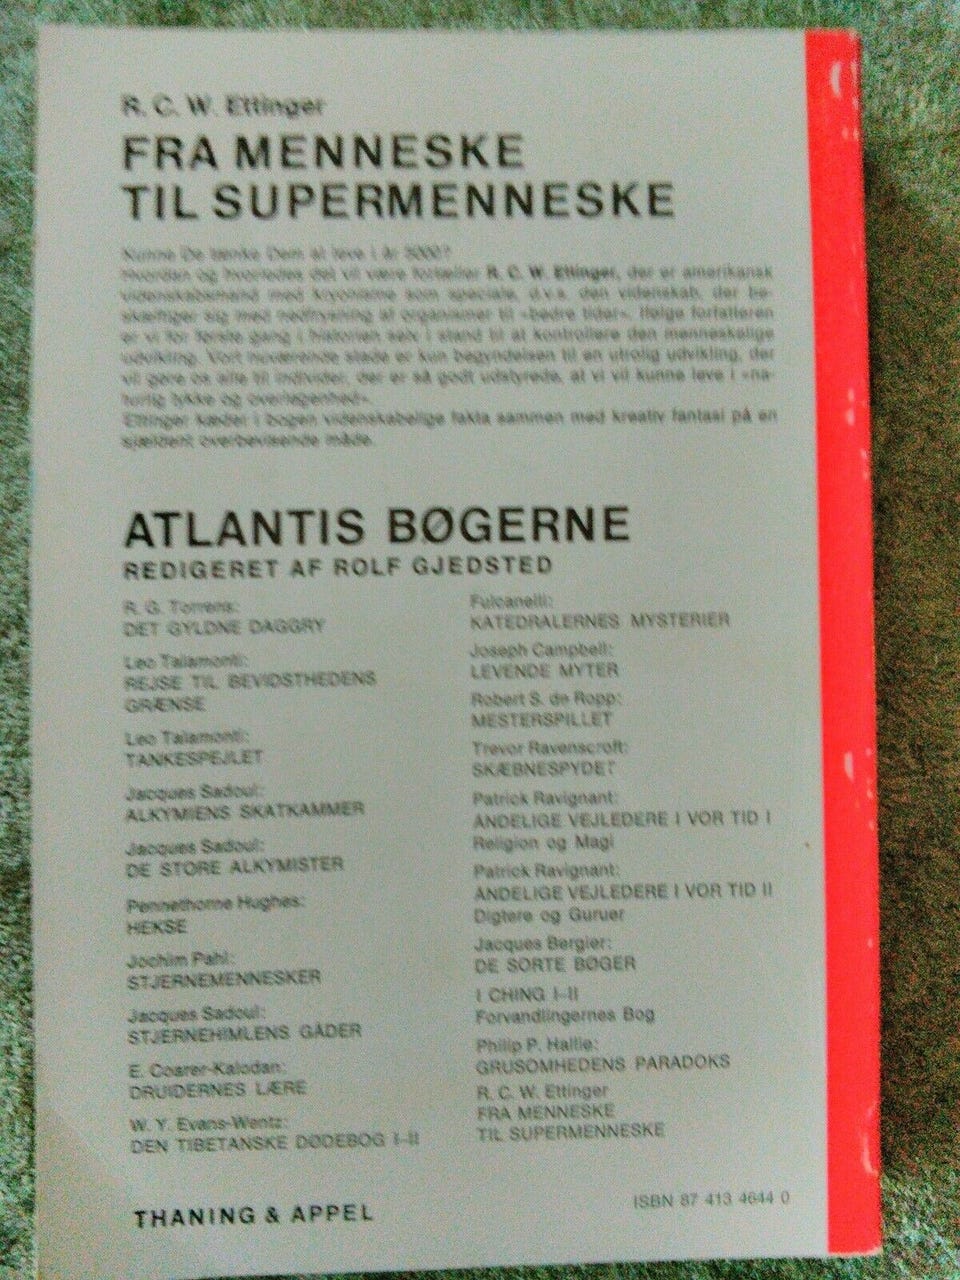 R. C. W. Ettinger
FRA MENNESKE
TIL SUPERMENNESKE
Kunne De tænke Dem at leve i år 3000?
Hvordan og hvorledes det vil være fortæller R. C. W. Ettinger, der er amerikansk
videnskabsmand med kryonisme som speciale, d.v.s. den videnskab, der be-
skæftiger sig med nedfrysning af organismer til »bedre tider«. Ifølge forfatteren
er vi for første gang i historien selv i stand til at kontrollere den menneskelige
udvikling. Vort nuværende stade er kun begyndelsen til en utrolig udvikling, der
vil gøre os alle til individer, der er så godt udstyrede, at vi vil kunne leve i »na-
turlig lykke og overlegenhed«.
Ettinger kæder i bogen videnskabelige fakta sammen med kreativ fantasi på en
sjældent overbevisende måde.
ATLANTIS BØGERNE
REDIGERET AF ROLF GJEDSTED
R. G. Torrens:
DET GYLDNE DAGGRY
Leo Talamonti:
REJSE TIL BEVIDSTHEDENS
GRÆNSE
Leo Talamonti:
TANKESPEJLET
Jacques Sadoul:
ALKYMIENS SKATKAMMER
Jacques Sadoul:
DE STORE ALKYMISTER
Pennethorne Hughes:
HEKSE
Jochim Pahl:
STJERNEMENNESKER
Jacques Sadoul:
STJERNEHIMLENS GÅDER
E. Coarer-Kalodan:
DRUIDERNES LÆRE
W. Y. Evans-Wentz:
DEN TIBETANSKE DØDEBOG I-II
Fulcanelli:
KATEDRALERNES MYSTERIER
Joseph Campbell:
LEVENDE MYTER
Robert S. de Ropp:
MESTERSPILLET
Trevor Ravenscroft:
SKÆBNESPYDET
Patrick Ravignant:
ÅNDELIGE VEJLEDERE I VOR TID I
Religion og Magi
Patrick Ravignant:
ÅNDELIGE VEJLEDERE I VOR TID II
Digtere og Guruer
Jacques Bergier:
DE SORTE BØGER
I CHING I-II
Forvandlingernes Bog
Philip P. Hallie:
GRUSOMHEDENS PARADOKS
R. C. W. Ettinger
FRA MENNESKE
TIL SUPERMENNESKE
THANING & APPEL
ISBN 87 413 4644 0